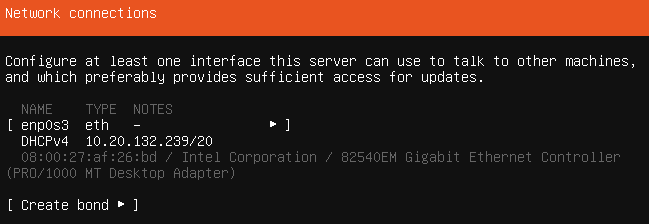 Network connections
Configure at least one interface this server can use to talk to other machines,
and which preferably provides sufficient access for updates.
NAME TYPE NOTES
[ enp0s3 eth - ▸ ]
DHCPv4 10.20.132.239/20
08:00:27:af:26:bd / Intel Corporation / 82540EM Gigabit Ethernet Controller
(PRO/1000 MT Desktop Adapter)
[ Create bond ▸ ]